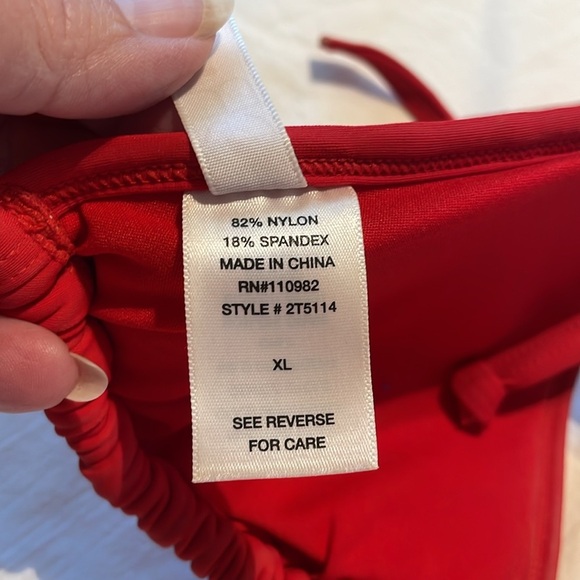 82% NYLON
18% SPANDEX
MADE IN CHINA
RN#110982
STYLE # 2T5114
XL
SEE REVERSE
FOR CARE